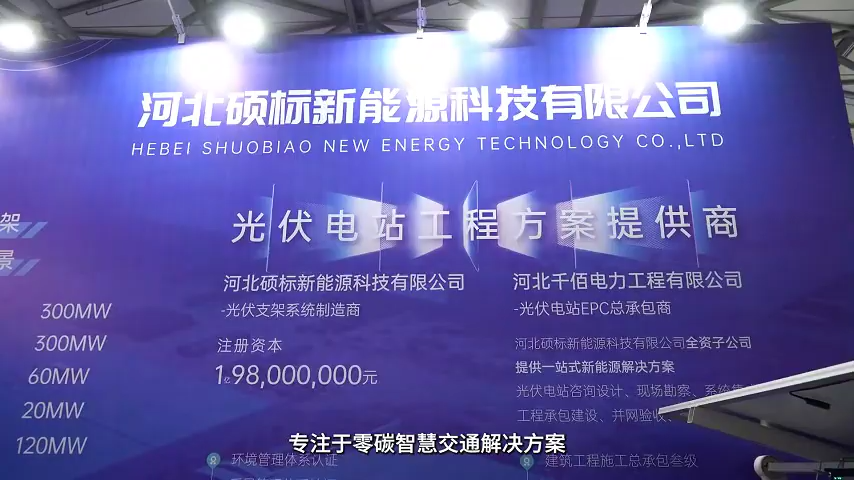 河北硕标新能源科技有限公司
HEBEI SHUOBIAO NEW ENERGY TECHNOLOGY CO.,LTD
光伏电站工程方案提供商
架
景
300MW
300MW
60MW
20MW
120MW
河北硕标新能源科技有限公司
-光伏支架系统制造商
注册资本
1亿98,000,000元
环境管理体系认证
河北千佰电力工程有限公司
-光伏电站EPC总承包商
河北硕标新能源科技有限公司全资子公司
提供一站式新能源解决方案
光伏电站咨询设计、现场勘察、系统集
工程承包建设、并网验收、
建筑工程施工总承包叁级
专注于零碳智慧交通解决方案